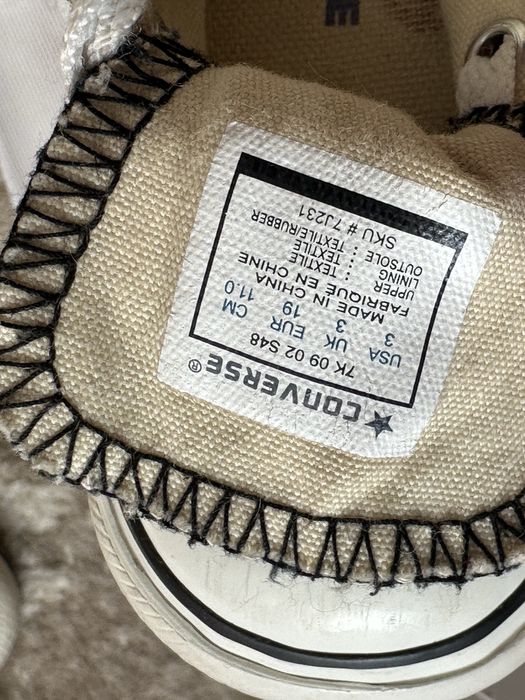 ★CONVERSE®
7K 09 02 S48
USA UK EUR CM
3 3 19 11.0
MADE IN CHINA
FABRIQUE EN CHINE
UPPER : TEXTILE
LINING : TEXTILE
OUTSOLE : TEXTILE/RUBBER
SKU # 7J231